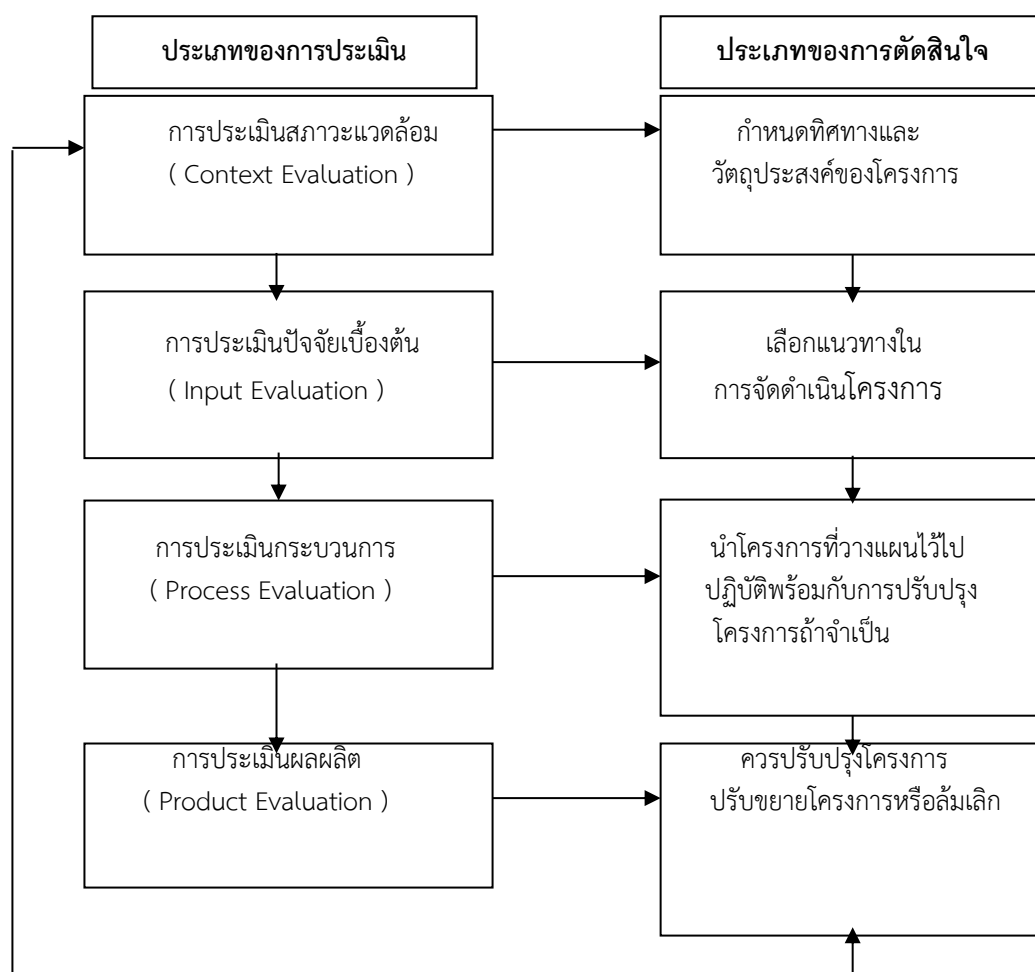 ประเภทของการประเมิน
ประเภทของการตัดสินใจ
การประเมินสภาวะแวดล้อม
( Context Evaluation )
กำหนดทิศทางและ
วัตถุประสงค์ของโครงการ
การประเมินปัจจัยเบื้องต้น
( Input Evaluation )
เลือกแนวทางใน
การจัดดำเนินโครงการ
การประเมินกระบวนการ
( Process Evaluation )
นำโครงการที่วางแผนไว้ไป
ปฏิบัติพร้อมกับการปรับปรุง
โครงการถ้าจำเป็น
การประเมินผลผลิต
( Product Evaluation )
ควรปรับปรุงโครงการ
ปรับขยายโครงการหรือล้มเลิก